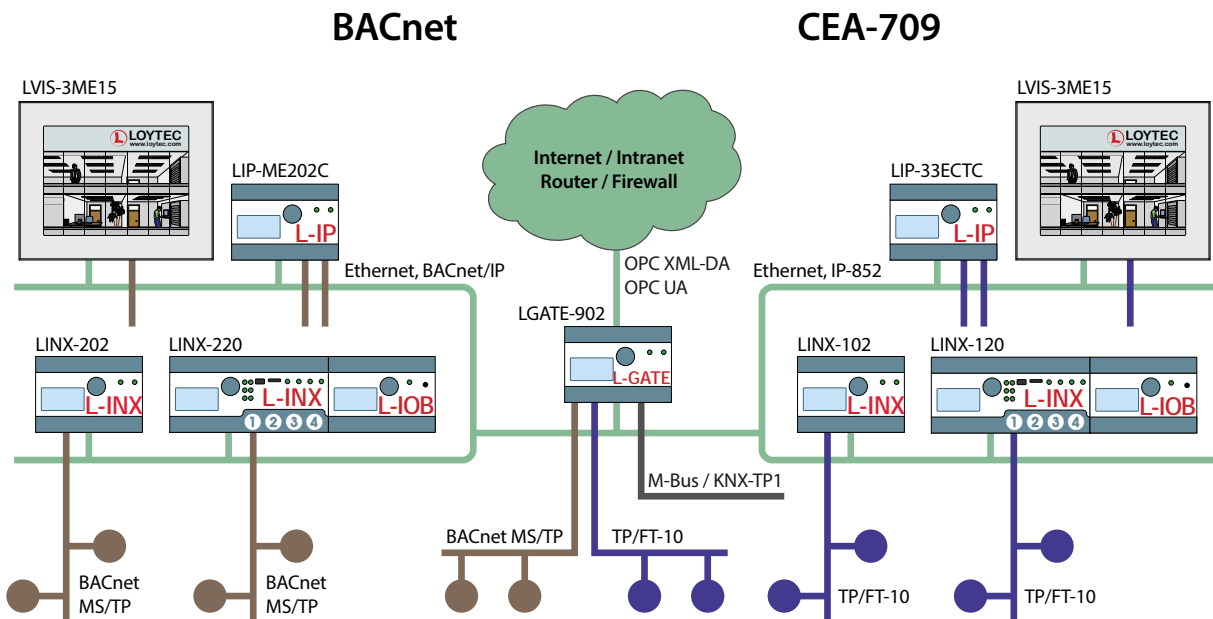 BACnet
CEA-709
LVIS-3ME15
LOYTEC
www.loytec.com
LIP-ME202C
L-IP
Ethernet, BACnet/IP
Internet / Intranet
Router / Firewall
OPC XML-DA
OPC UA
LIP-33ECTC
L-IP
Ethernet, IP-852
LVIS-3ME15
LOYTEC
www.loytec.com
LINX-202
L-INX
LINX-220
L-INX
1 2 3 4
L-IOB
LGATE-902
L-GATE
LINX-102
L-INX
LINX-120
L-INX
1 2 3 4
L-IOB
M-Bus / KNX-TP1
BACnet
MS/TP
BACnet
MS/TP
BACnet MS/TP
TP/FT-10
TP/FT-10
TP/FT-10